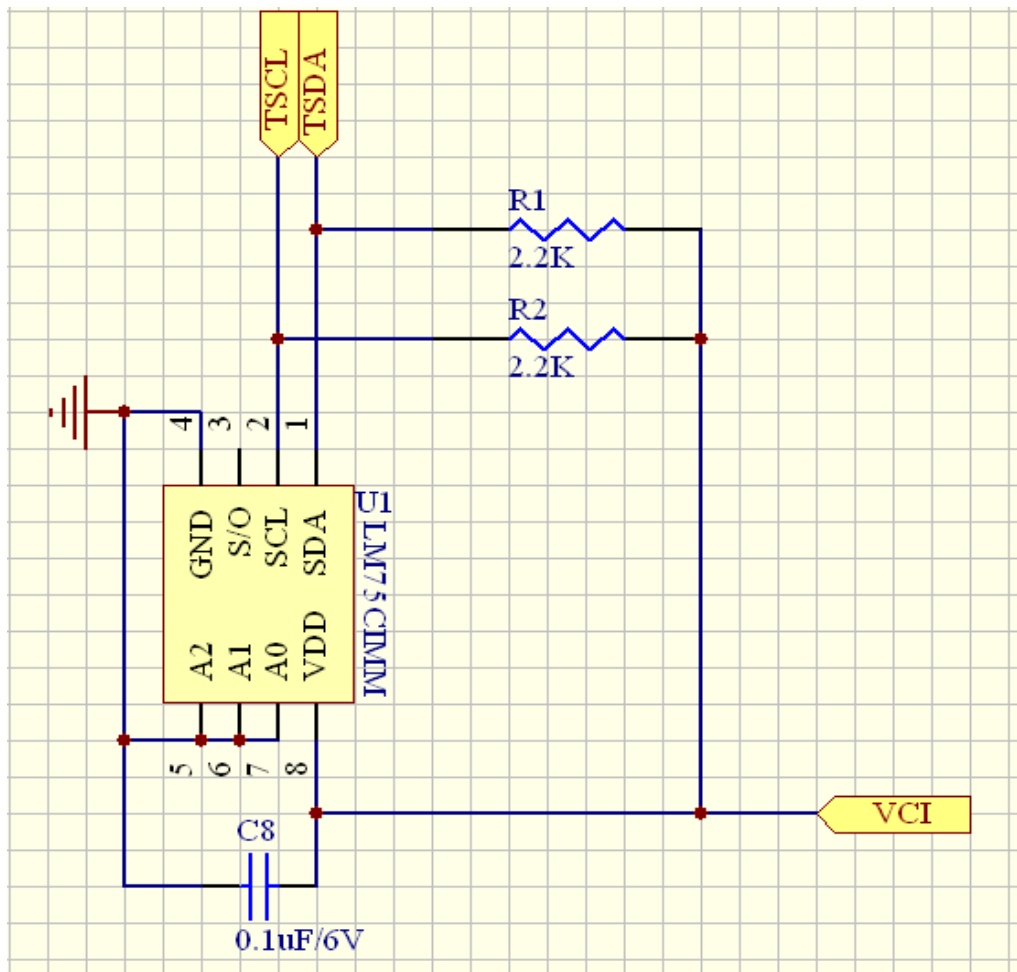 TSCL
TSDA
R1
2.2K
R2
2.2K
4
3
2
1
U1
LM75CIMM
GND
S/O
SCL
SDA
A2
A1
A0
VDD
5
6
7
8
VCI
C8
0.1uF/6V